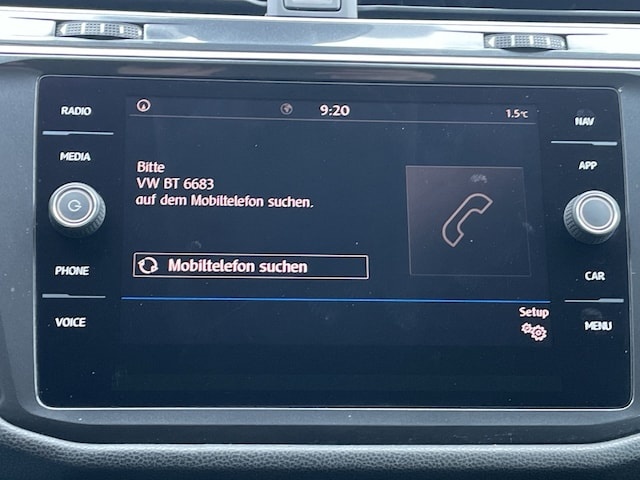 RADIO
MEDIA
PHONE
VOICE
9:20
1.5°C
Bitte
VW BT 6683
auf dem Mobiltelefon suchen.
Mobiltelefon suchen
Setup
NAV
APP
CAR
MENU